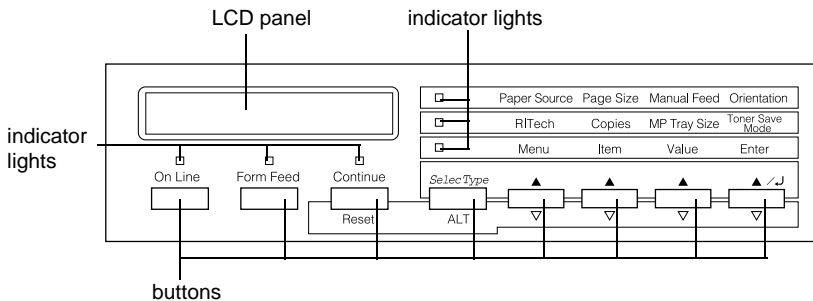 LCD panel
indicator lights
Paper Source Page Size Manual Feed Orientation
RITech Copies MP Tray Size Toner Save Mode
Menu Item Value Enter
indicator
lights
On Line Form Feed Continue SelecType
Reset ALT
buttons